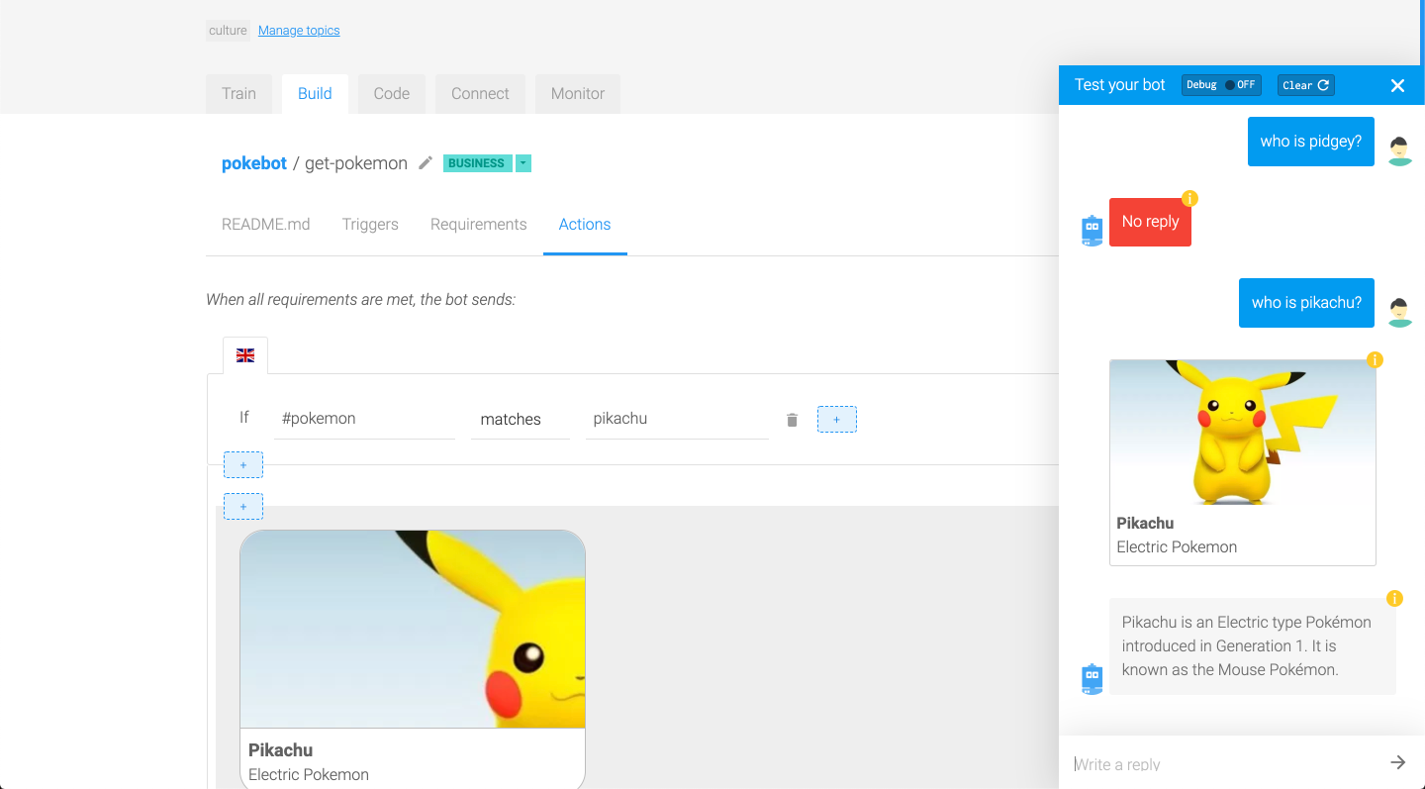 culture Manage topics
Train Build Code Connect Monitor
pokebot / get-pokemon BUSINESS
README.md Triggers Requirements Actions
When all requirements are met, the bot sends:
If #pokemon matches pikachu +
+
+
Pikachu
Electric Pokemon
Test your bot Debug OFF Clear
who is pidgey?
No reply
who is pikachu?
Pikachu
Electric Pokemon
Pikachu is an Electric type Pokémon
introduced in Generation 1. It is
known as the Mouse Pokémon.
Write a reply